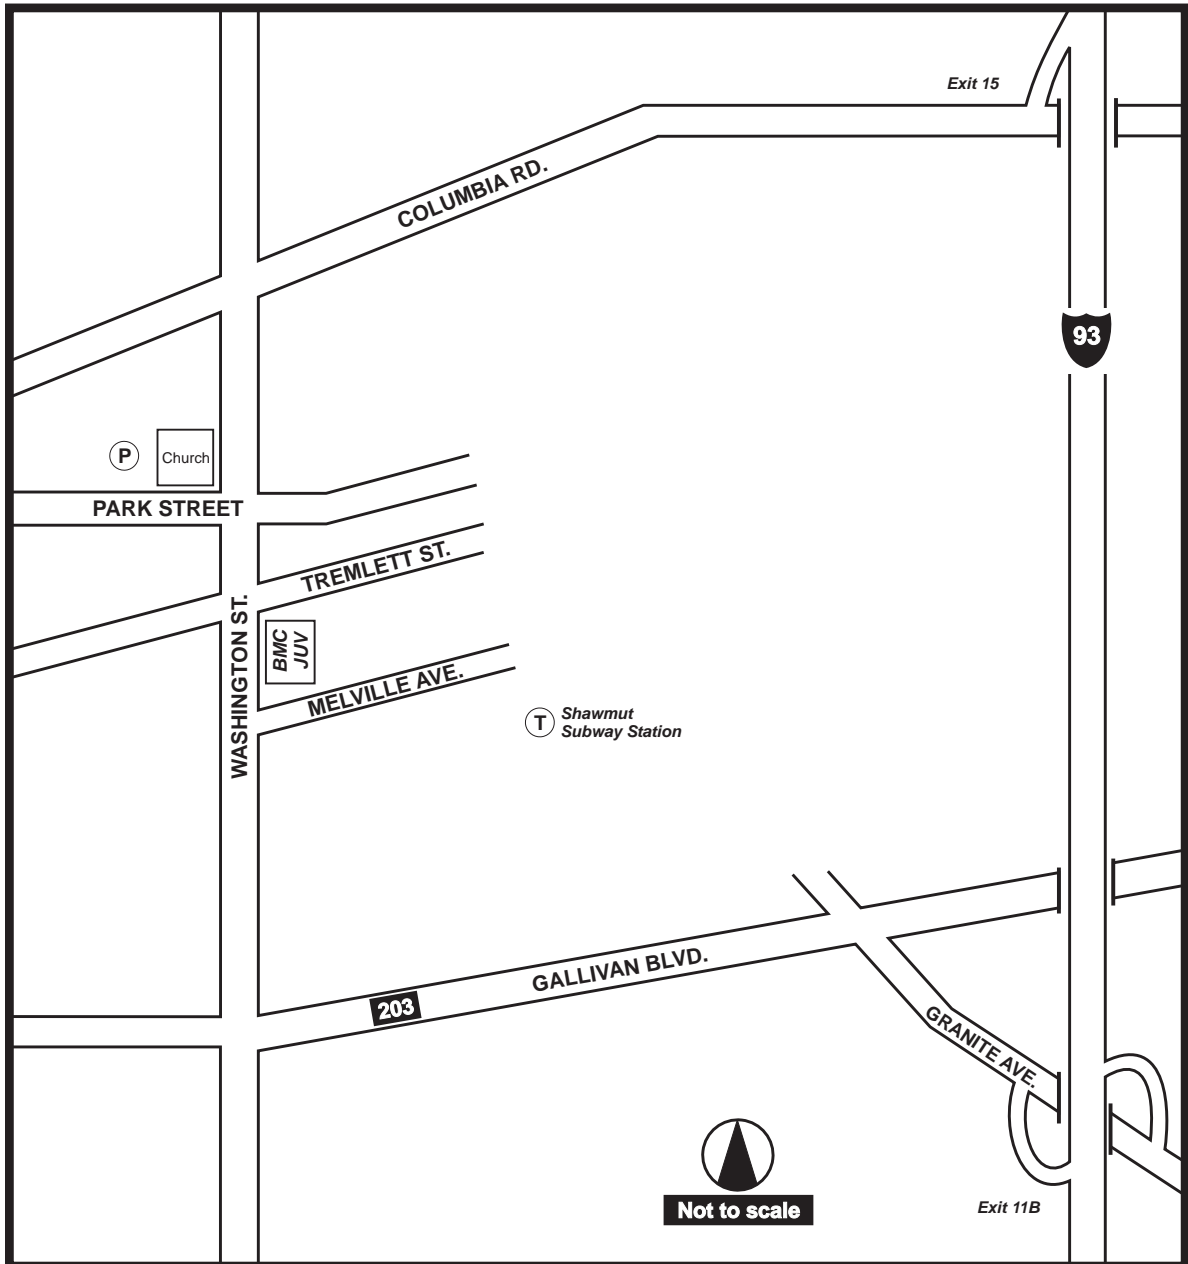 Exit 15
COLUMBIA RD.
93
P
Church
PARK STREET
TREMLETT ST.
WASHINGTON ST.
BMC
JUV
MELVILLE AVE.
T
Shawmut
Subway Station
GALLIVAN BLVD.
203
GRANITE AVE.
Not to scale
Exit 11B